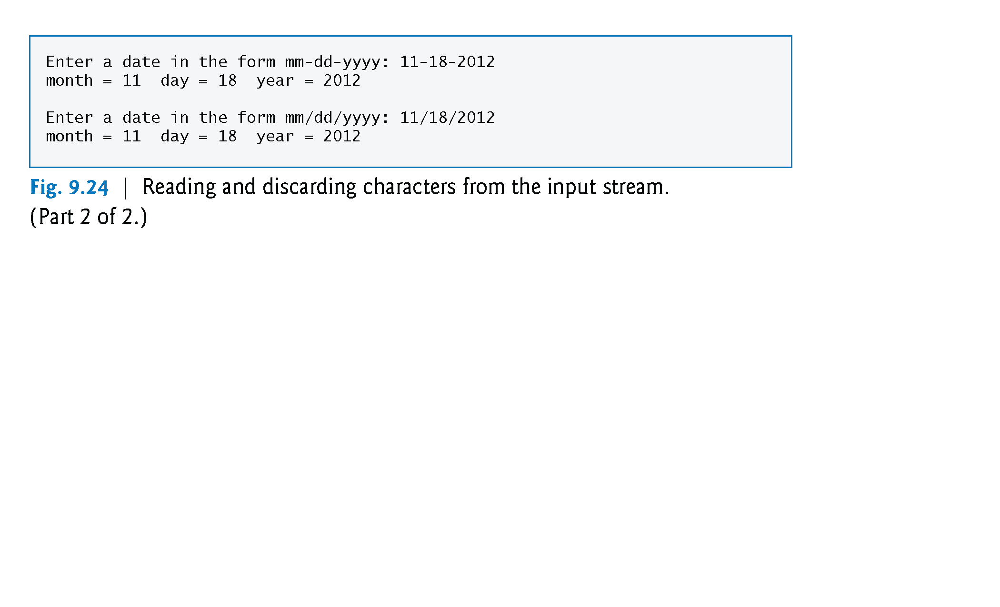 Enter a date in the form mm-dd-yyyy: 11-18-2012
month = 11  day = 18  year = 2012
Enter a date in the form mm/dd/yyyy: 11/18/2012
month = 11  day = 18  year = 2012
Fig. 9.24 | Reading and discarding characters from the input stream.
(Part 2 of 2.)